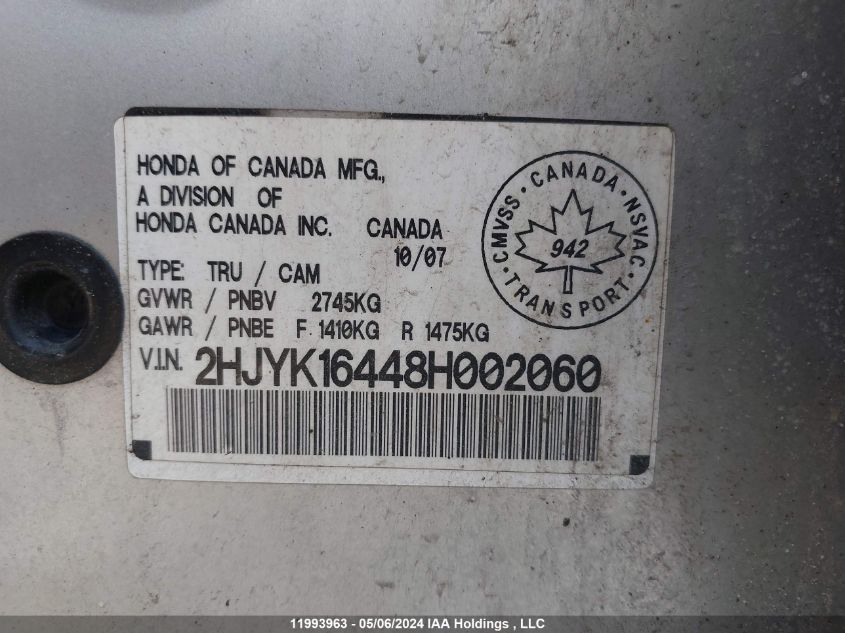 HONDA OF CANADA MFG.,
A DIVISION OF
HONDA CANADA INC. CANADA
10/07
TYPE: TRU / CAM
GVWR / PNBV 2745KG
GAWR / PNBE F 1410KG R 1475KG
V.I.N. 2HJYK16448H002060
CMVSS · CANADA · NSVAC
942
· TRANSPORT ·
11993963 - 05/06/2024 IAA Holdings , LLC